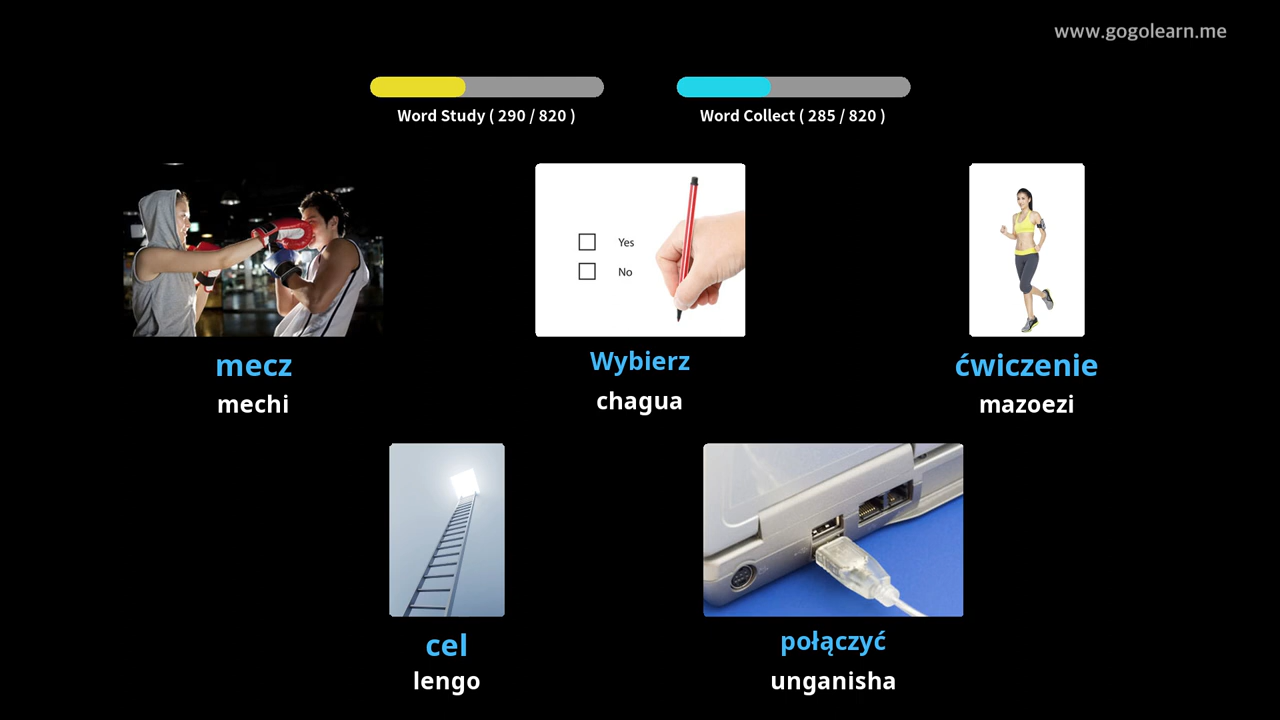 www.gogolearn.me
Word Study ( 290 / 820 )
Word Collect ( 285 / 820 )
Yes
No
mecz
mechi
Wybierz
chagua
ćwiczenie
mazoezi
cel
lengo
połączyć
unganisha